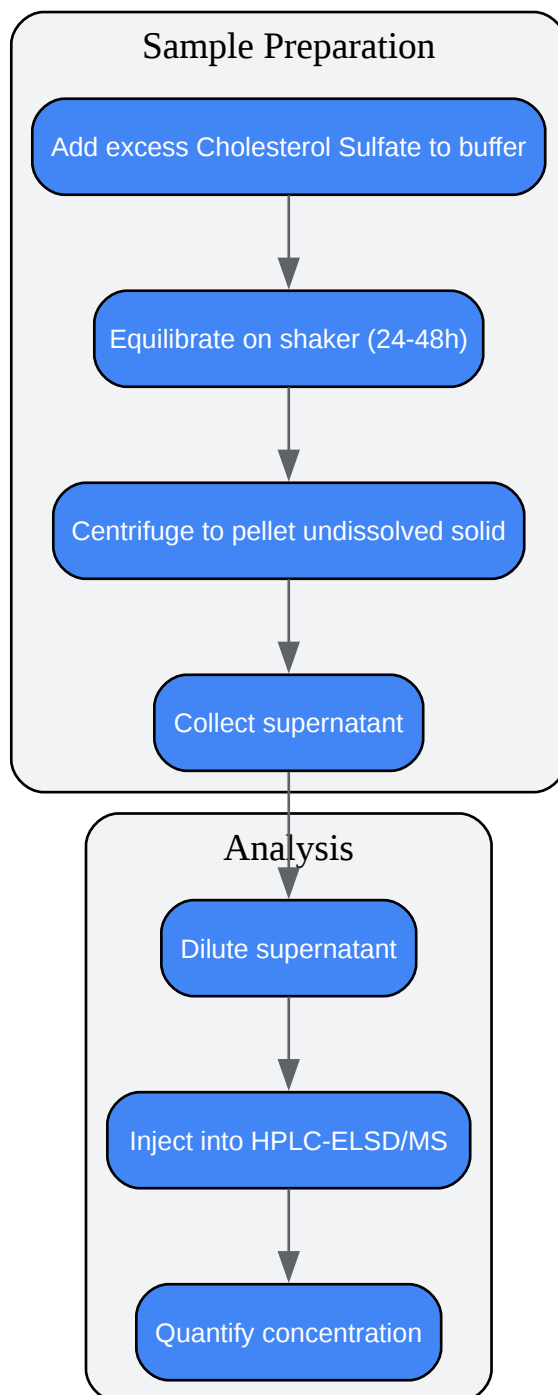 Sample Preparation
Add excess Cholesterol Sulfate to buffer
Equilibrate on shaker (24-48h)
Centrifuge to pellet undissolved solid
Collect supernatant
Analysis
Dilute supernatant
Inject into HPLC-ELSD/MS
Quantify concentration